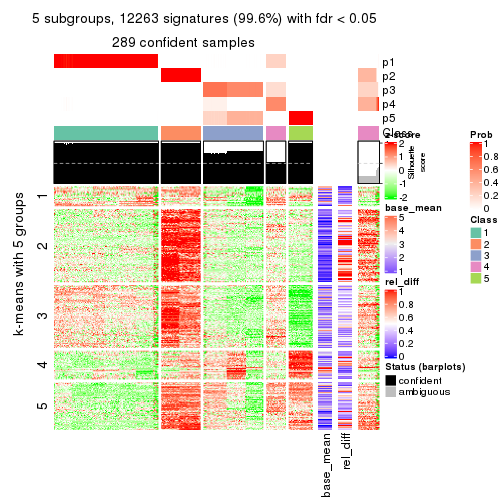 5 subgroups, 12263 signatures (99.6%) with fdr < 0.05
289 confident samples
p1
p2
p3
p4
p5
Class
Silhouette
score
k-means with 5 groups
1
2
3
4
5
base_mean
rel_diff
z-score
2
1
0
-1
-2
base_mean
5
4
3
2
1
rel_diff
1
0.8
0.6
0.4
0.2
0
Status (barplots)
confident
ambiguous
Prob
1
0.8
0.6
0.4
0.2
0
Class
1
2
3
4
5